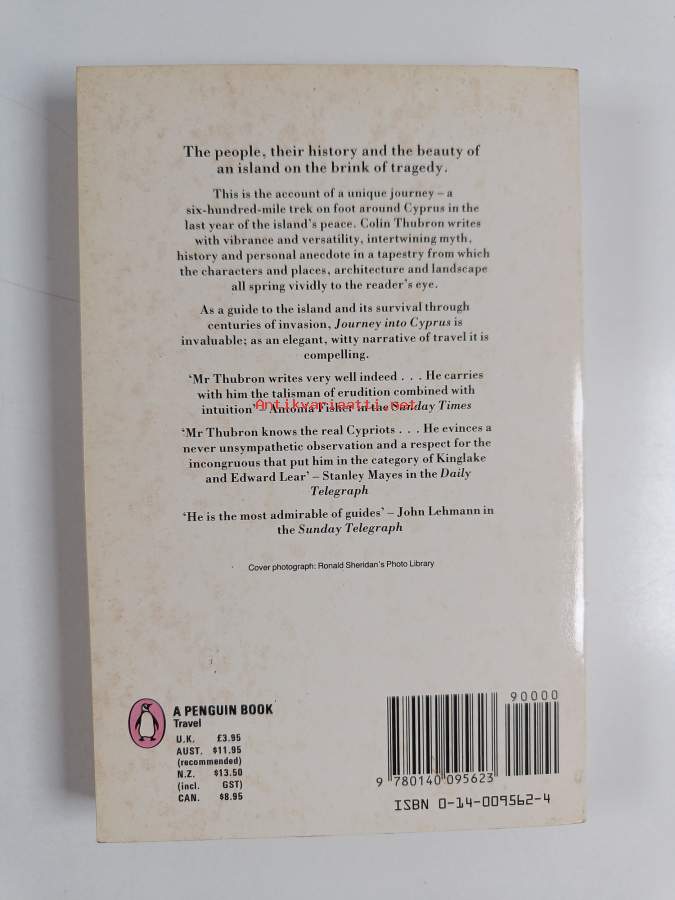 The people, their history and the beauty of
an island on the brink of tragedy.
This is the account of a unique journey – a
six-hundred-mile trek on foot around Cyprus in the
last year of the island's peace. Colin Thubron writes
with vibrance and versatility, intertwining myth,
history and personal anecdote in a tapestry from which
the characters and places, architecture and landscape
all spring vividly to the reader's eye.
As a guide to the island and its survival through
centuries of invasion, Journey into Cyprus is
invaluable; as an elegant, witty narrative of travel it is
compelling.
'Mr Thubron writes very well indeed . . . He carries
with him the talisman of erudition combined with
intuition' – Antonia Fisher in the Sunday Times
Antikvariaatti.net
'Mr Thubron knows the real Cypriots . . . He evinces a
never unsympathetic observation and a respect for the
incongruous that put him in the category of Kinglake
and Edward Lear' – Stanley Mayes in the Daily
Telegraph
'He is the most admirable of guides' – John Lehmann in
the Sunday Telegraph
Cover photograph: Ronald Sheridan's Photo Library
A PENGUIN BOOK
Travel
U.K. £3.95
AUST. $11.95
(recommended)
N.Z. $13.50
(incl. GST)
CAN. $8.95
90000
9 780140 095623
ISBN 0-14-009562-4